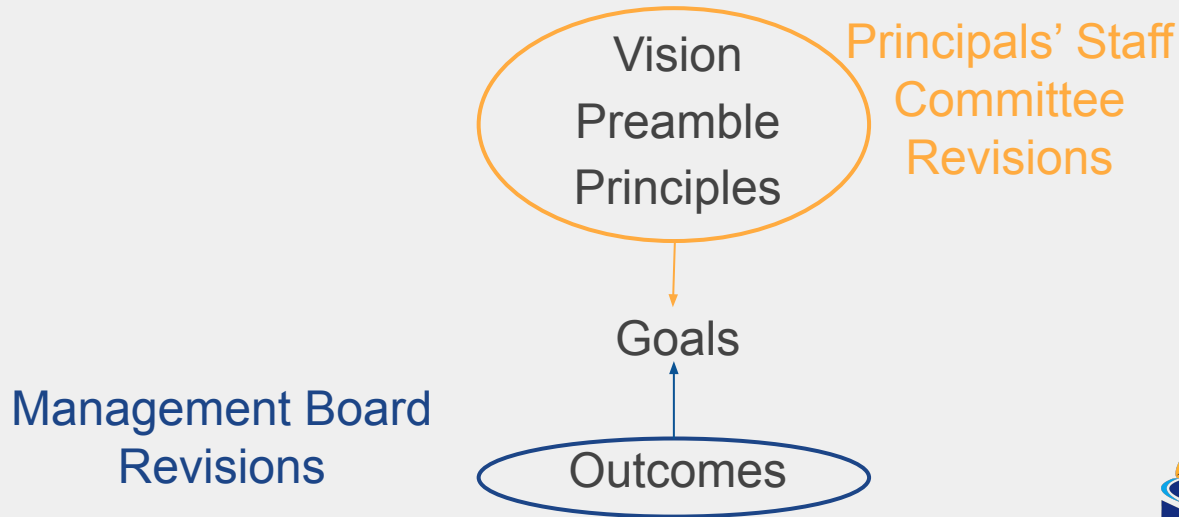 Vision
Preamble
Principles
Principals’ Staff
Committee
Revisions
Goals
Management Board
Revisions
Outcomes